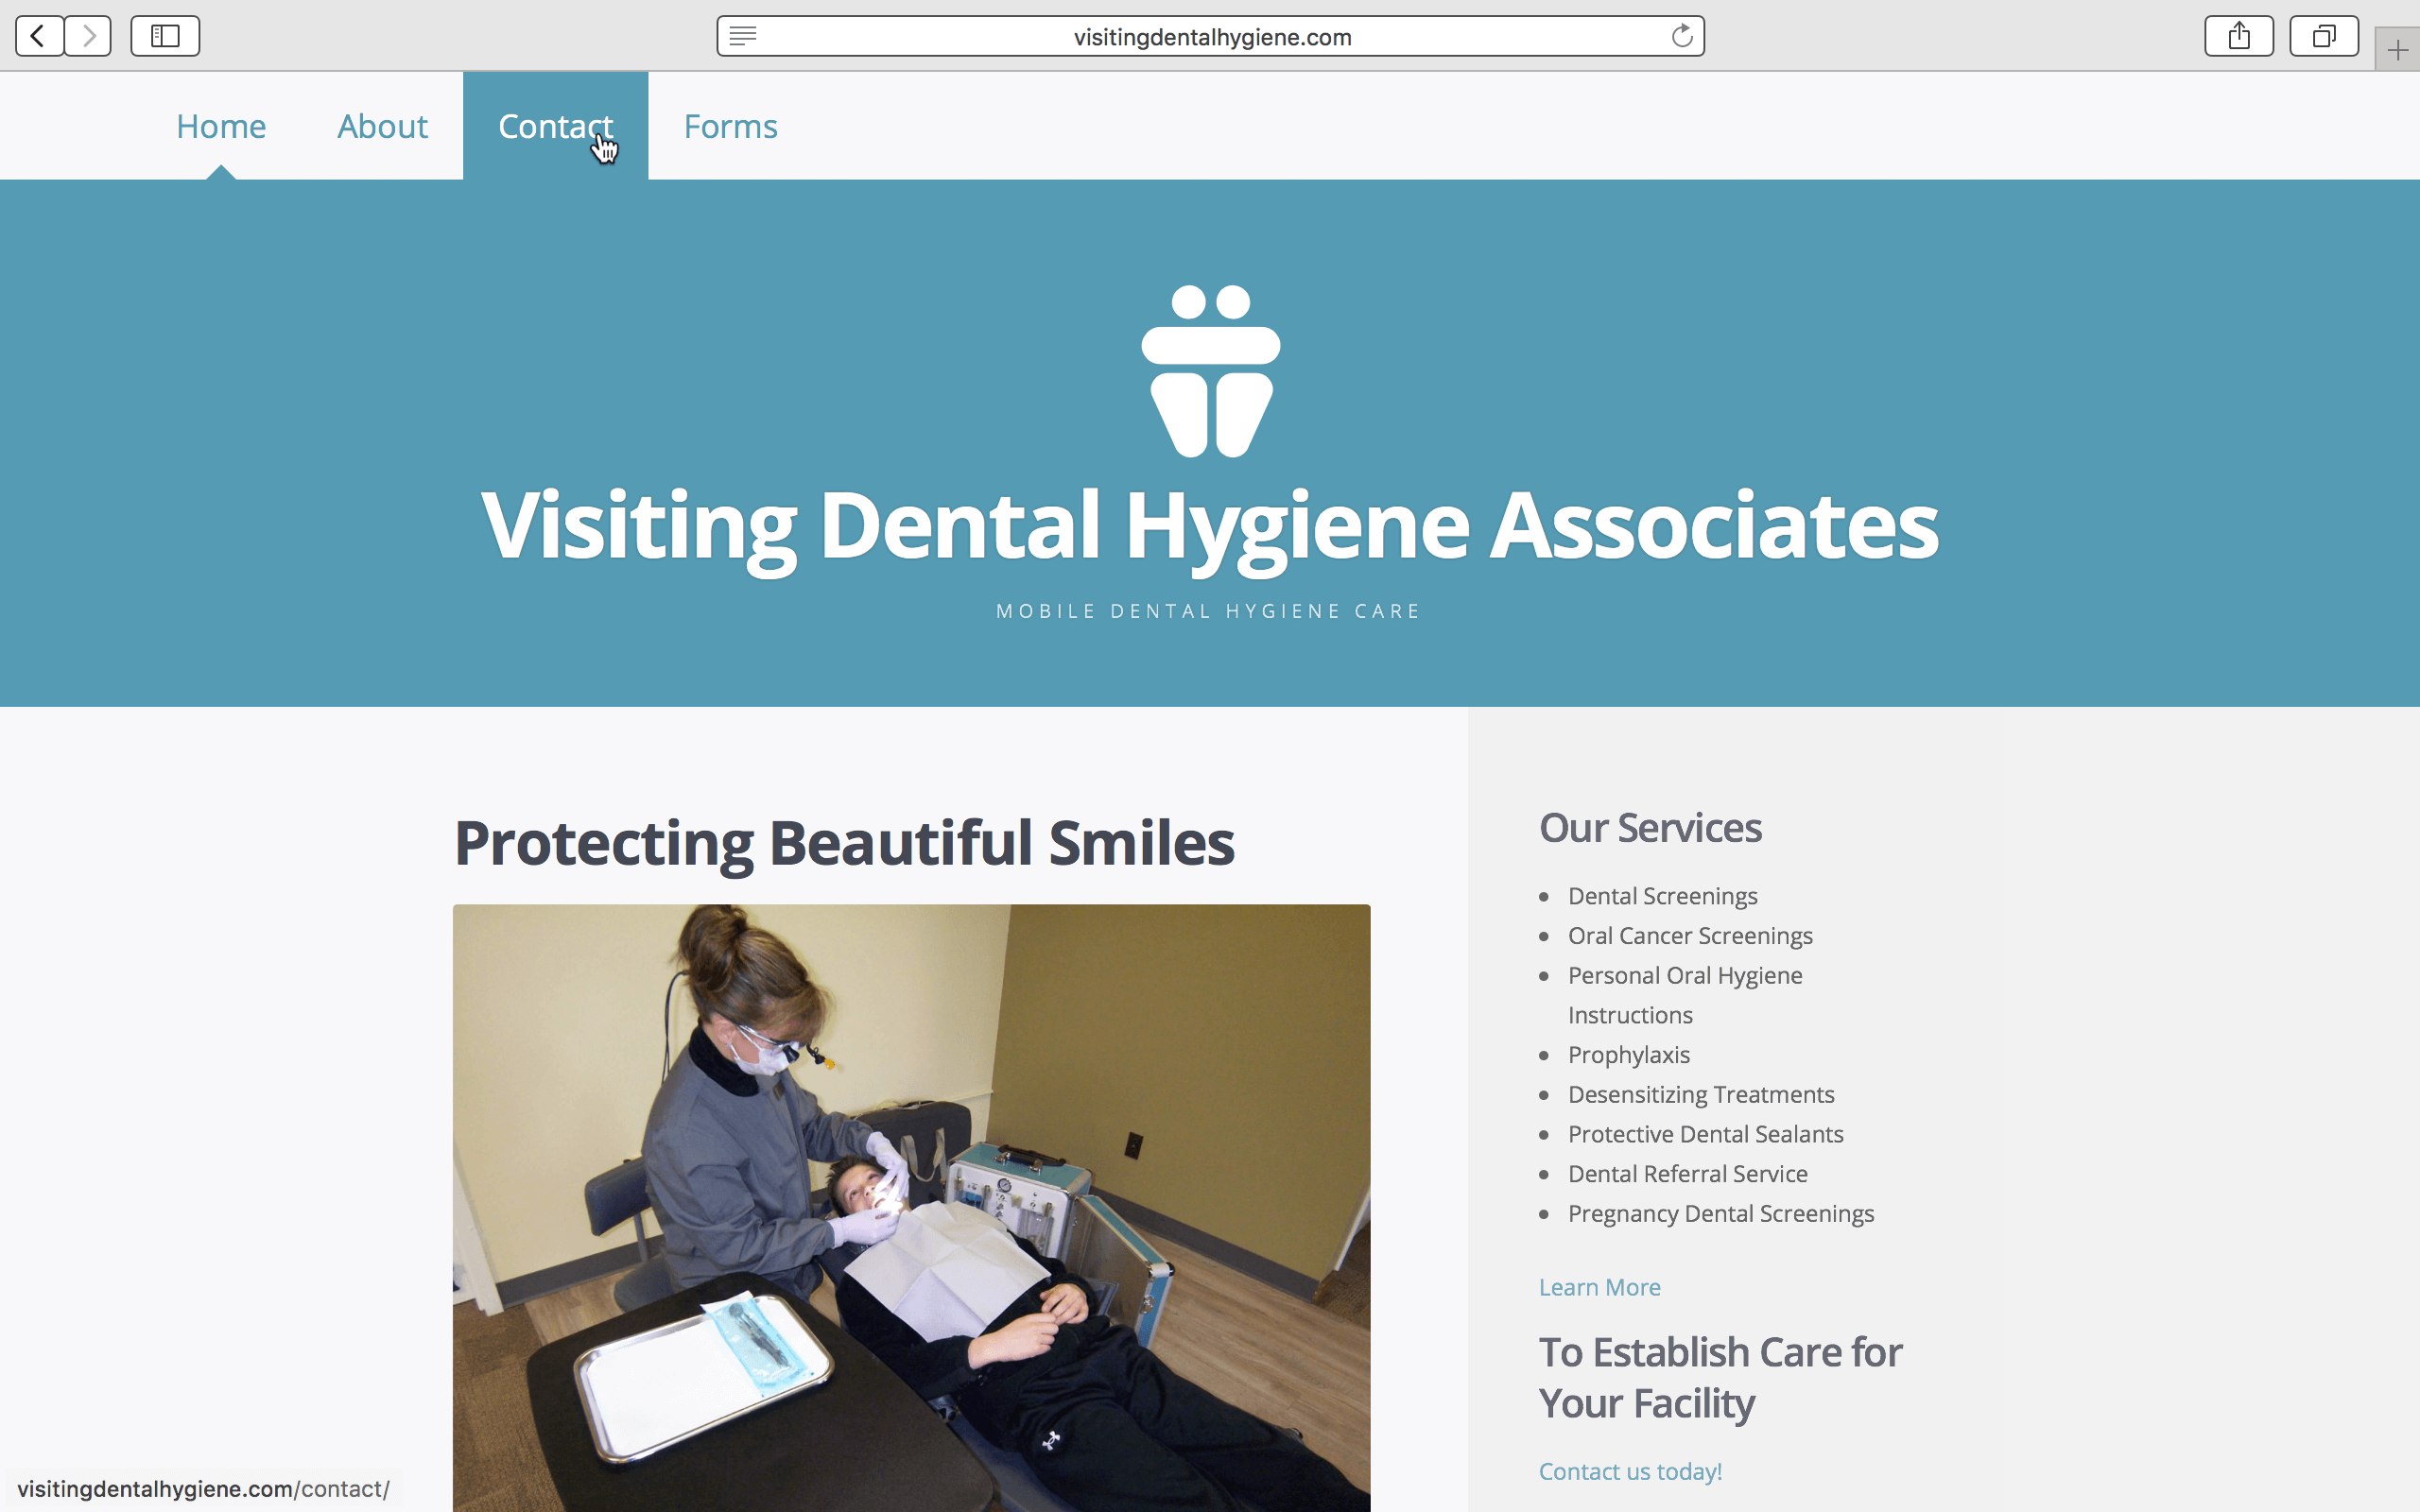 visitingdentalhygiene.com
Home
About
Contact
Forms
Visiting Dental Hygiene Associates
MOBILE DENTAL HYGIENE CARE
Protecting Beautiful Smiles
Our Services
Dental Screenings
Oral Cancer Screenings
Personal Oral Hygiene
Instructions
Prophylaxis
Desensitizing Treatments
Protective Dental Sealants
Dental Referral Service
Pregnancy Dental Screenings
Learn More
To Establish Care for
Your Facility
Contact us today!
visitingdentalhygiene.com/contact/